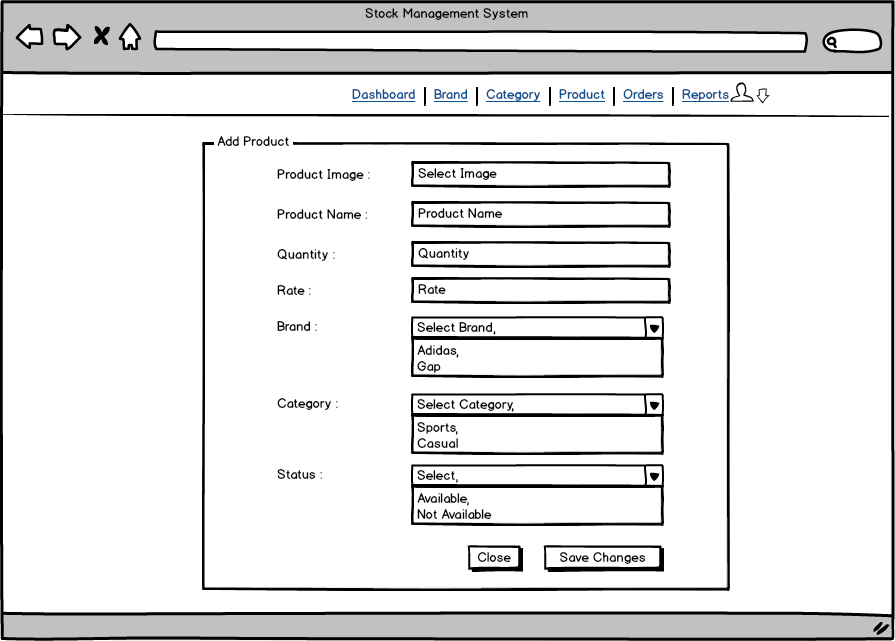 Stock Management System
Dashboard Brand Category Product Orders Reports
Add Product
Product Image : Select Image
Product Name : Product Name
Quantity : Quantity
Rate : Rate
Brand : Select Brand,
Adidas,
Gap
Category : Select Category,
Sports,
Casual
Status : Select,
Available,
Not Available
Close Save Changes